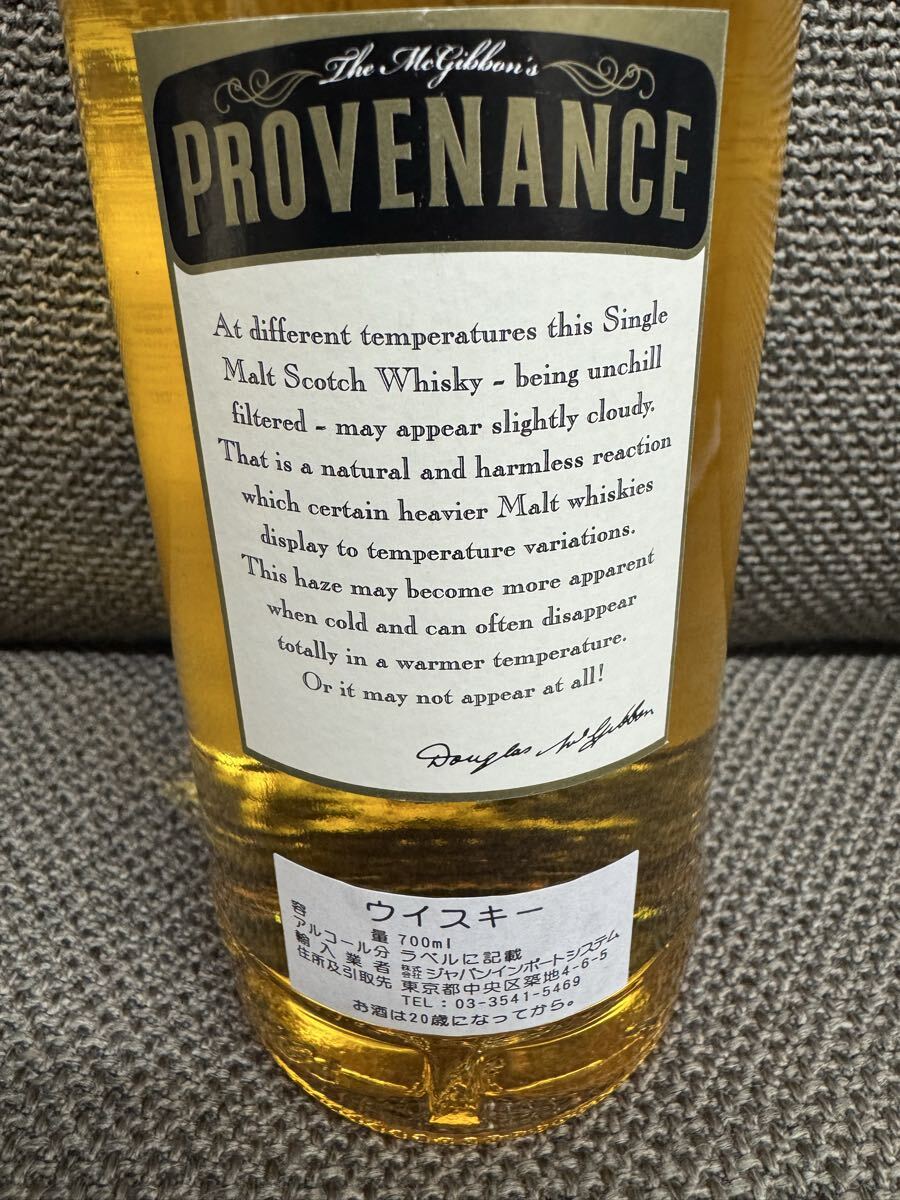 The McGibbon's
PROVENANCE
At different temperatures this Single
Malt Scotch Whisky - being unchill
filtered - may appear slightly cloudy.
That is a natural and harmless reaction
which certain heavier Malt whiskies
display to temperature variations.
This haze may become more apparent
when cold and can often disappear
totally in a warmer temperature.
Or it may not appear at all!
Douglas McGibbon
ウイスキー
容量 700ml
アルコール分 ラベルに記載
輸入業者 株式会社ジャパンインポートシステム
住所及引取先 東京都中央区築地4-6-5
TEL：03-3541-5469
お酒は20歳になってから。